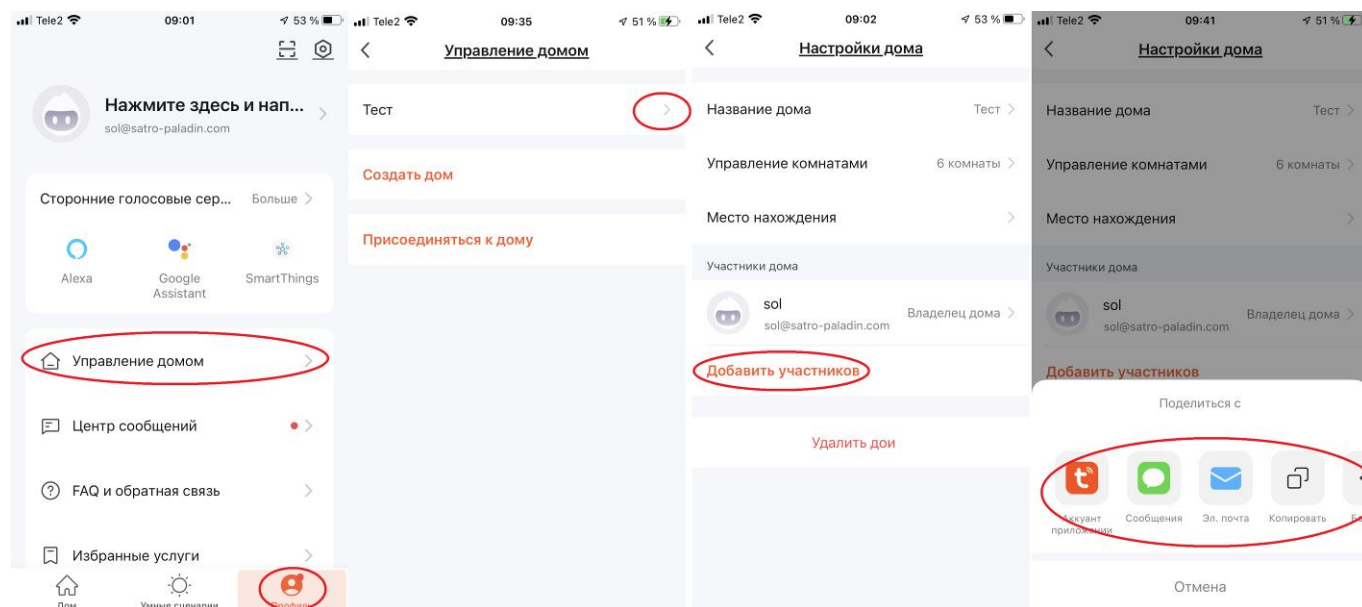 Tele2
09:01
53 %
Нажмите здесь и нап...
sol@satro-paladin.com
Сторонние голосовые сер...
Больше
Alexa
Google
Assistant
SmartThings
Управление домом
Центр сообщений
FAQ и обратная связь
Избранные услуги
Дом
Умные сценарии
Профиль
Tele2
09:35
51 %
Управление домом
Тест
Создать дом
Присоединяться к дому
Tele2
09:02
53 %
Настройки дома
Название дома
Тест
Управление комнатами
6 комнаты
Место нахождения
Участники дома
sol
sol@satro-paladin.com
Владелец дома
Добавить участников
Удалить дои
Tele2
09:41
51 %
Настройки дома
Название дома
Тест
Управление комнатами
6 комнаты
Место нахождения
Участники дома
sol
sol@satro-paladin.com
Владелец дома
Добавить участников
Поделиться с
Аккуант
приложении
Сообщения
Эл. почта
Копировать
Отмена